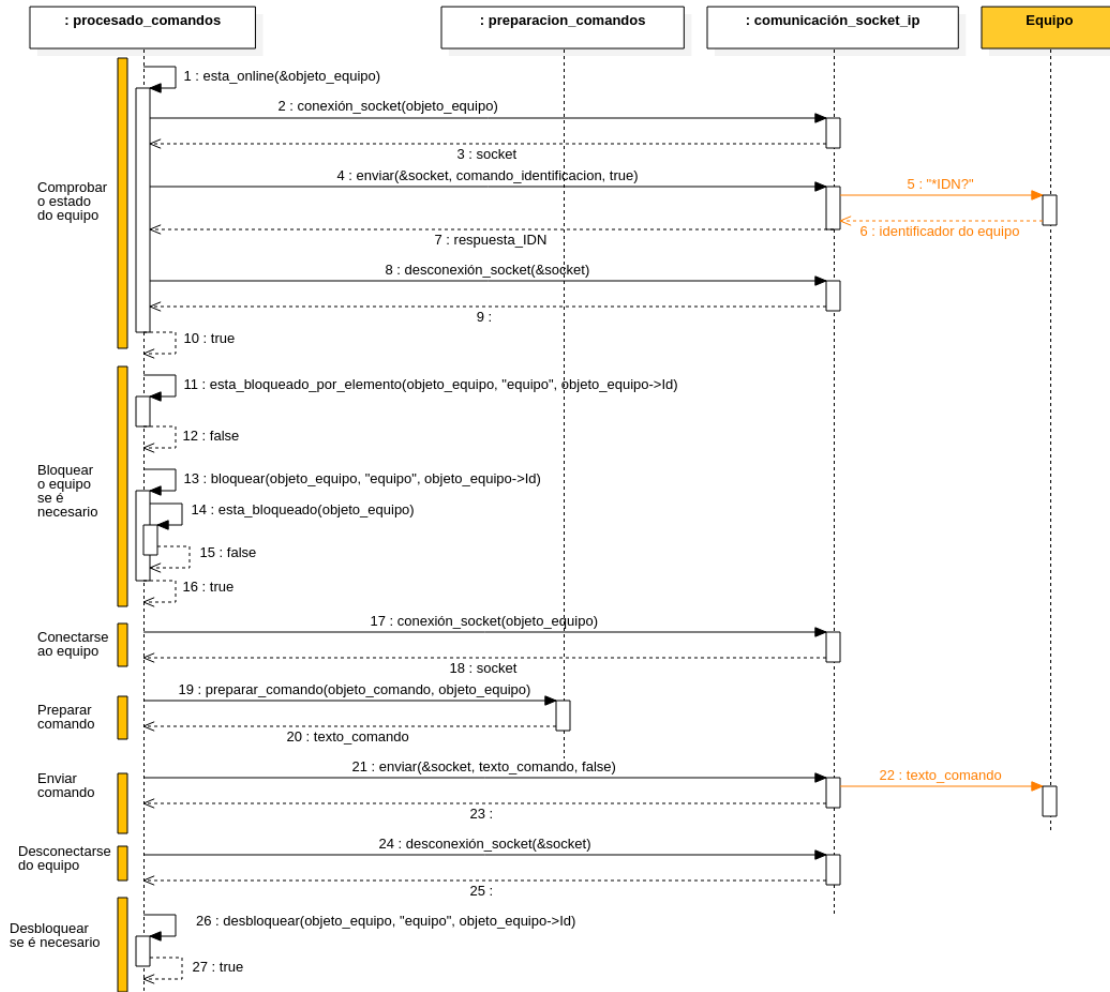 : procesado_comandos
: preparacion_comandos
: comunicación_socket_ip
Equipo
1 : esta_online(&objeto_equipo)
2 : conexión_socket(objeto_equipo)
3 : socket
4 : enviar(&socket, comando_identificacion, true)
5 : "*IDN?"
6 : identificador do equipo
7 : respuesta_IDN
8 : desconexión_socket(&socket)
9 :
10 : true
Comprobar
o estado
do equipo
11 : esta_bloqueado_por_elemento(objeto_equipo, "equipo", objeto_equipo->Id)
12 : false
13 : bloquear(objeto_equipo, "equipo", objeto_equipo->Id)
14 : esta_bloqueado(objeto_equipo)
15 : false
16 : true
Bloquear
o equipo
se é
necesario
17 : conexión_socket(objeto_equipo)
18 : socket
Conectarse
ao equipo
19 : preparar_comando(objeto_comando, objeto_equipo)
20 : texto_comando
Preparar
comando
21 : enviar(&socket, texto_comando, false)
22 : texto_comando
23 :
Enviar
comando
24 : desconexión_socket(&socket)
25 :
Desconectarse
do equipo
26 : desbloquear(objeto_equipo, "equipo", objeto_equipo->Id)
27 : true
Desbloquear
se é necesario